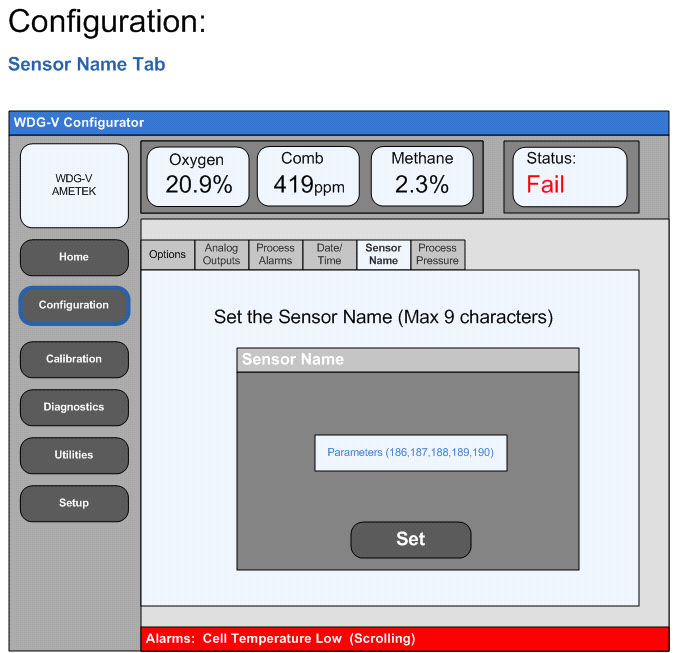 Configuration:
Sensor Name Tab
WDG-V Configurator
WDG-V
AMETEK
Oxygen
20.9%
Comb
419ppm
Methane
2.3%
Status:
Fail
Home
Configuration
Calibration
Diagnostics
Utilities
Setup
Options
Analog
Outputs
Process
Alarms
Date/
Time
Sensor
Name
Process
Pressure
Set the Sensor Name (Max 9 characters)
Sensor Name
Parameters (186,187,188,189,190)
Set
Alarms:  Cell Temperature Low  (Scrolling)